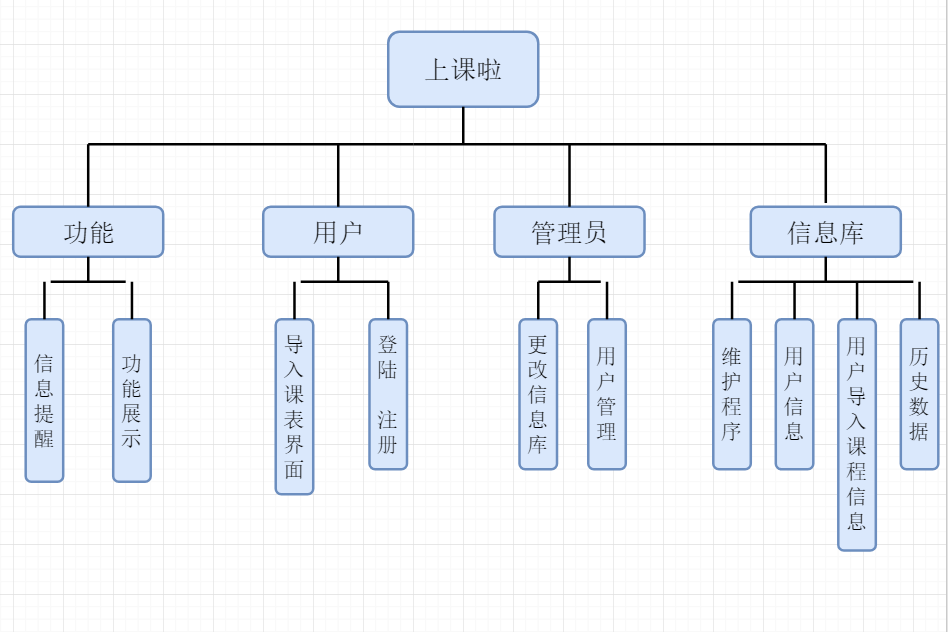 上课啦
功能
用户
管理员
信息库
信息提醒
功能展示
导入课表界面
登陆 注册
更改信息库
用户管理
维护程序
用户信息
用户导入课程信息
历史数据